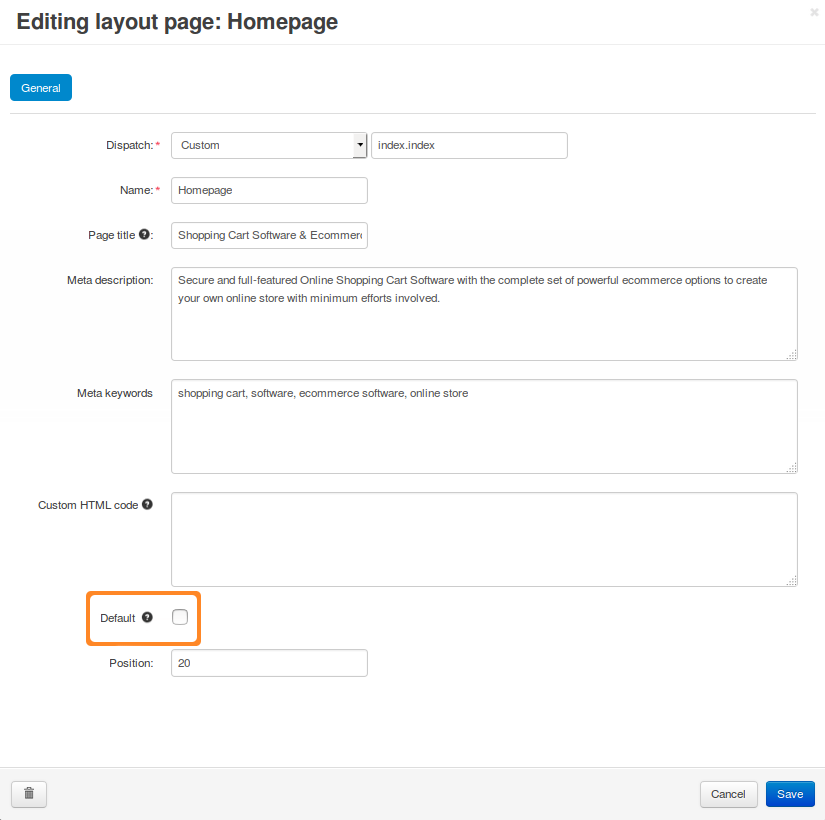 Editing layout page: Homepage
General
Dispatch:* Custom index.index
Name:* Homepage
Page title ?: Shopping Cart Software & Ecommerc
Meta description: Secure and full-featured Online Shopping Cart Software with the complete set of powerful ecommerce options to create
your own online store with minimum efforts involved.
Meta keywords shopping cart, software, ecommerce software, online store
Custom HTML code ?
Default ?
Position: 20
Cancel Save